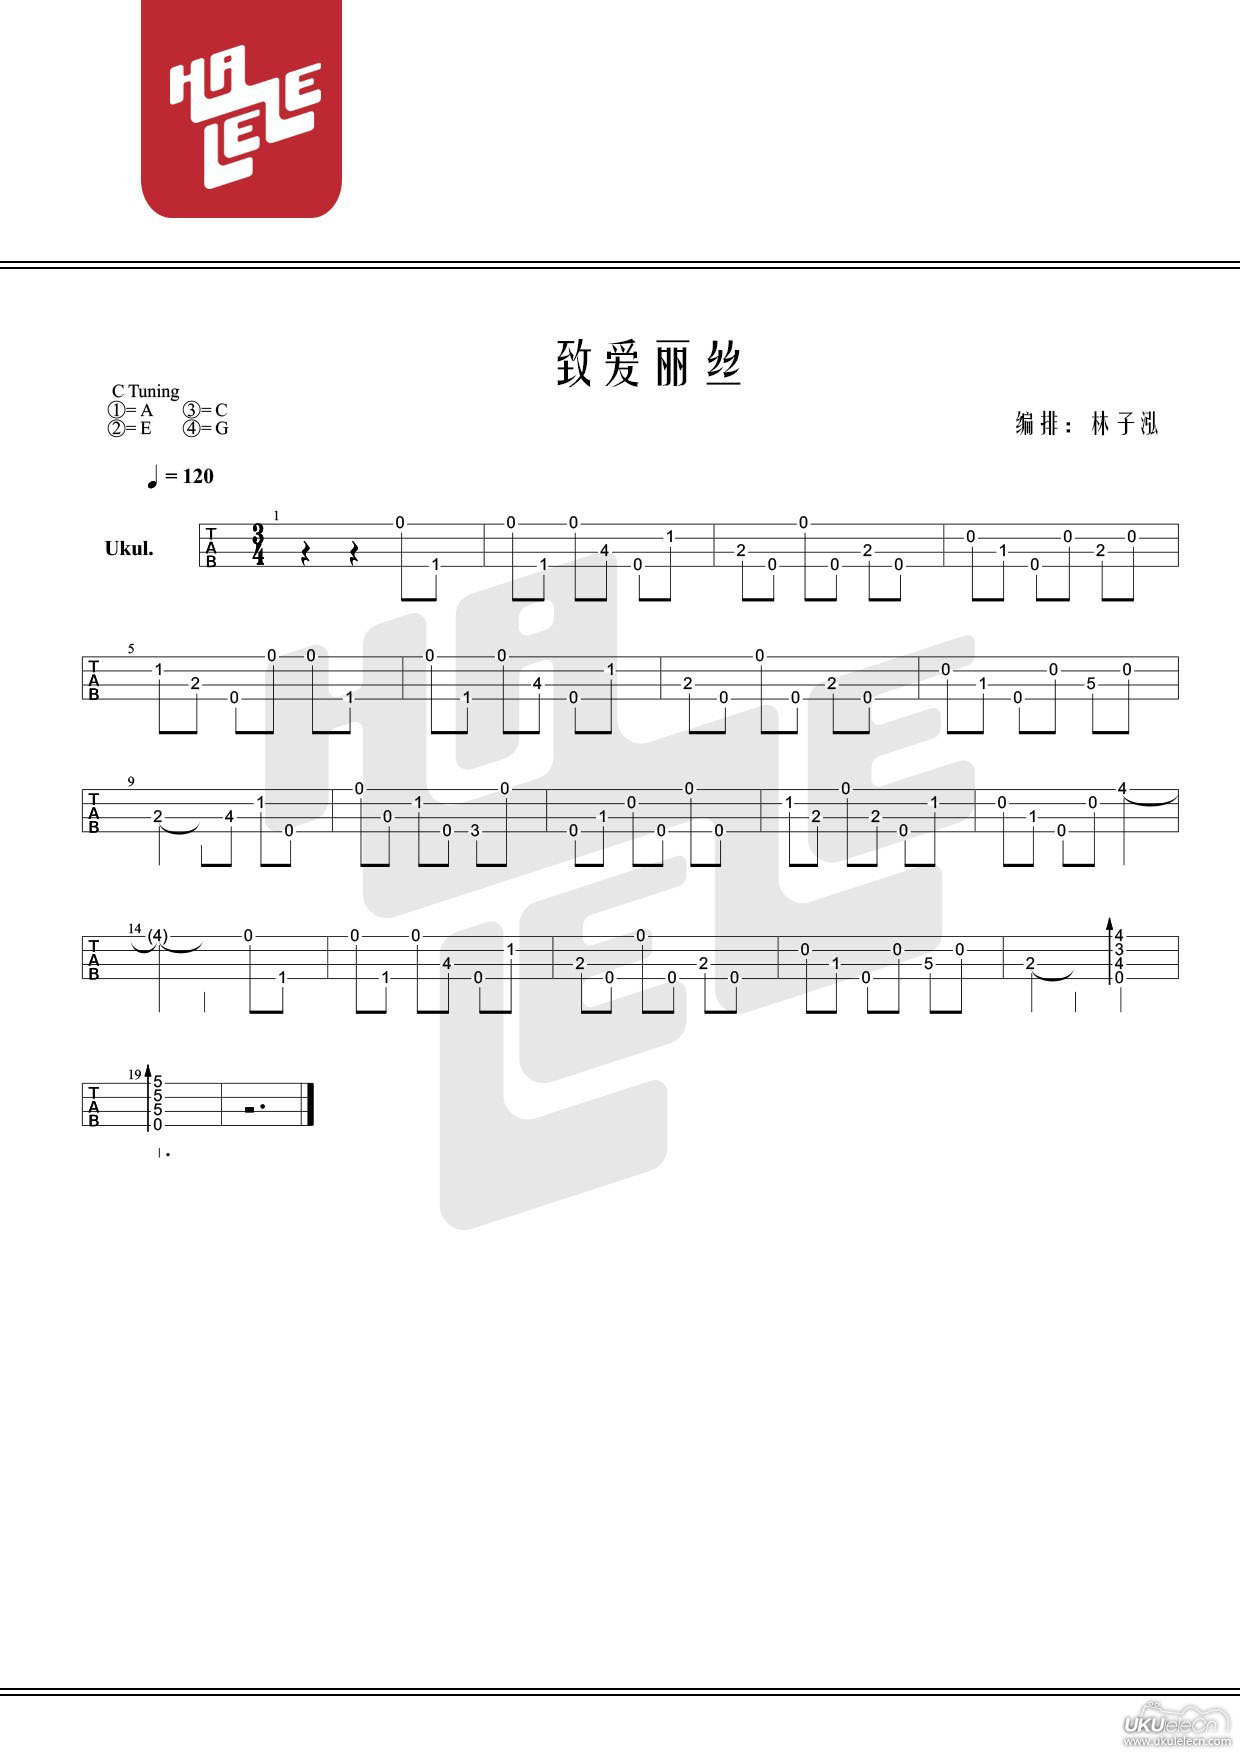 HALELE
致爱丽丝
C Tuning
①= A ③= C
②= E ④= G
编排：林子泓
♩ = 120
Ukul.
T A B 3/4
1
0 1 0 1 0 4 0 1 2 0 0 0 2 0 0 1 0 0 2 0
5
T A B
1 2 0 0 0 1 0 1 0 4 0 1 2 0 0 0 2 0 0 1 0 0 5 0
9
T A B
2 4 1 0 0 0 1 0 3 0 0 1 0 0 0 0 1 2 0 2 0 1 0 1 0 0 4
14
T A B
(4) 0 1 0 1 0 4 0 1 2 0 0 0 2 0 0 1 0 0 5 0 2 4 3 4 0
19
T A B
5 5 5 0
UKUleleCn
www.ukulelecn.com